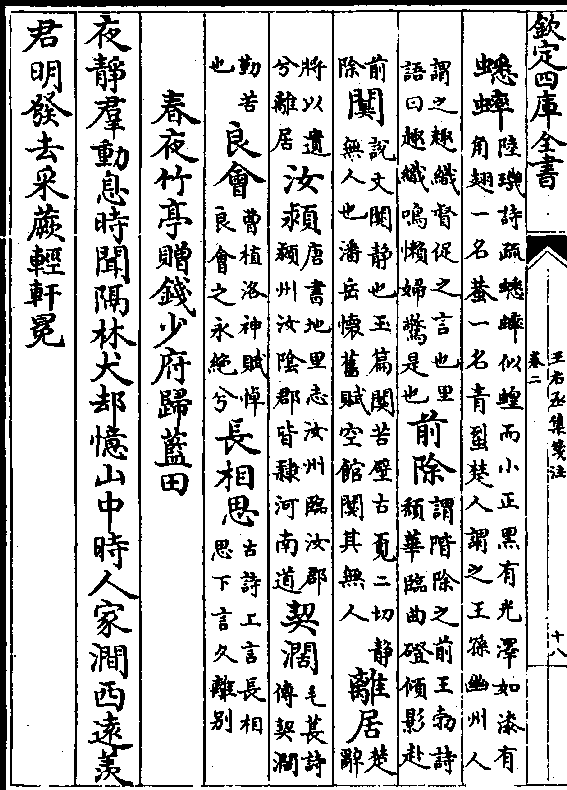 欽定四庫全書
王右丞集箋注
卷二
十八
蟋蟀陸璣詩疏蟋蟀似蝗而小正黑有光澤如漆有角翅一名蛬一名青楚人謂之王孫幽州人
謂之趣織督促之言也里語曰趣織鳴懶婦驚是也前除謂階除之前王勃詩頹華臨曲磴傾影赴
前除闃說文闃静也玉篇闃苦壁古覔二切静無人也潘岳懷舊賦空館闃其無人離居楚辭
將以遺兮離居汝潁唐書地里志汝州臨汝郡潁州汝陰郡皆隸河南道契濶毛萇詩傳契濶
勤苦也良會曹植洛神賦悼良會之永絶兮長相思古詩上言長相思下言久離別
春夜竹亭贈錢少府歸藍田
夜靜羣動息時聞隔林犬却憶山中時人家澗西遠羡
君明發去采蕨輕軒冕